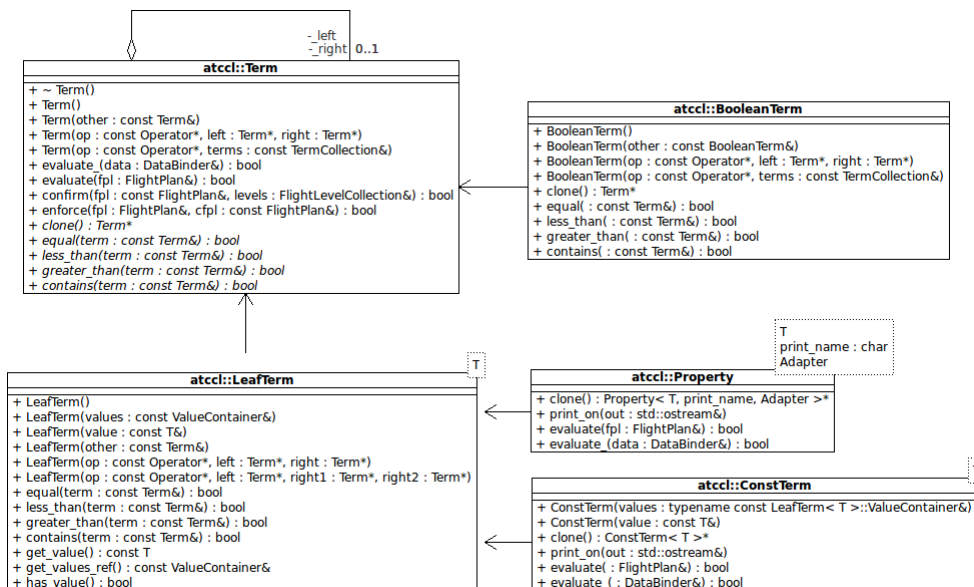 -_left
-_right 0..1
atccl::Term
+ ~ Term()
+ Term()
+ Term(other : const Term&)
+ Term(op : const Operator*, left : Term*, right : Term*)
+ Term(op : const Operator*, terms : const TermCollection&)
+ evaluate_(data : DataBinder&) : bool
+ evaluate(fpl : FlightPlan&) : bool
+ confirm(fpl : const FlightPlan&, levels : FlightLevelCollection&) : bool
+ enforce(fpl : FlightPlan&, cfpl : const FlightPlan&) : bool
+ clone() : Term*
+ equal(term : const Term&) : bool
+ less_than(term : const Term&) : bool
+ greater_than(term : const Term&) : bool
+ contains(term : const Term&) : bool
atccl::BooleanTerm
+ BooleanTerm()
+ BooleanTerm(other : const BooleanTerm&)
+ BooleanTerm(op : const Operator*, left : Term*, right : Term*)
+ BooleanTerm(op : const Operator*, terms : const TermCollection&)
+ clone() : Term*
+ equal( : const Term&) : bool
+ less_than( : const Term&) : bool
+ greater_than( : const Term&) : bool
+ contains( : const Term&) : bool
T
atccl::LeafTerm
+ LeafTerm()
+ LeafTerm(values : const ValueContainer&)
+ LeafTerm(value : const T&)
+ LeafTerm(other : const Term&)
+ LeafTerm(op : const Operator*, left : Term*, right : Term*)
+ LeafTerm(op : const Operator*, left : Term*, right1 : Term*, right2 : Term*)
+ equal(term : const Term&) : bool
+ less_than(term : const Term&) : bool
+ greater_than(term : const Term&) : bool
+ contains(term : const Term&) : bool
+ get_value() : const T
+ get_values_ref() : const ValueContainer&
+ has_value() : bool
T
print_name : char
Adapter
atccl::Property
+ clone() : Property< T, print_name, Adapter >*
+ print_on(out : std::ostream&)
+ evaluate(fpl : FlightPlan&) : bool
+ evaluate_(data : DataBinder&) : bool
atccl::ConstTerm
+ ConstTerm(values : typename const LeafTerm< T >::ValueContainer&)
+ ConstTerm(value : const T&)
+ clone() : ConstTerm< T >*
+ print_on(out : std::ostream&)
+ evaluate( : FlightPlan&) : bool
+ evaluate_( : DataBinder&) : bool